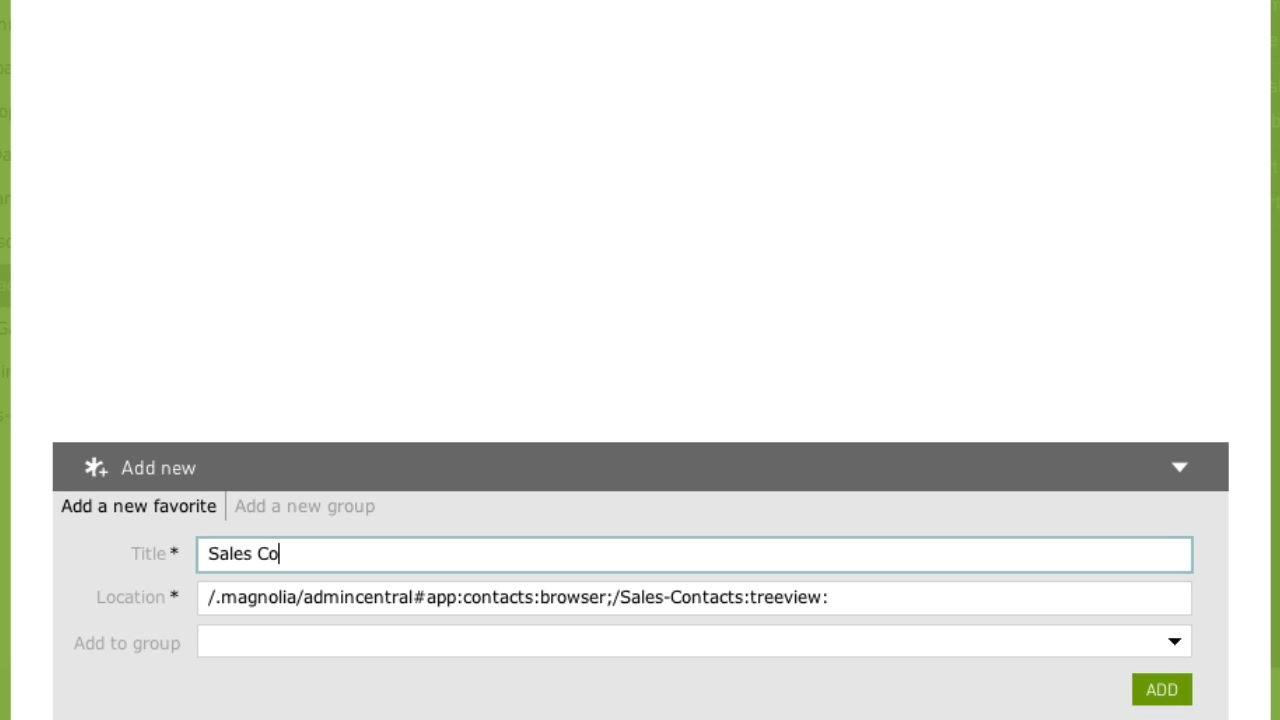 Add new
Add a new favorite Add a new group
Title * Sales Co
Location * /.magnolia/admincentral#app:contacts:browser;/Sales-Contacts:treeview:
Add to group
ADD